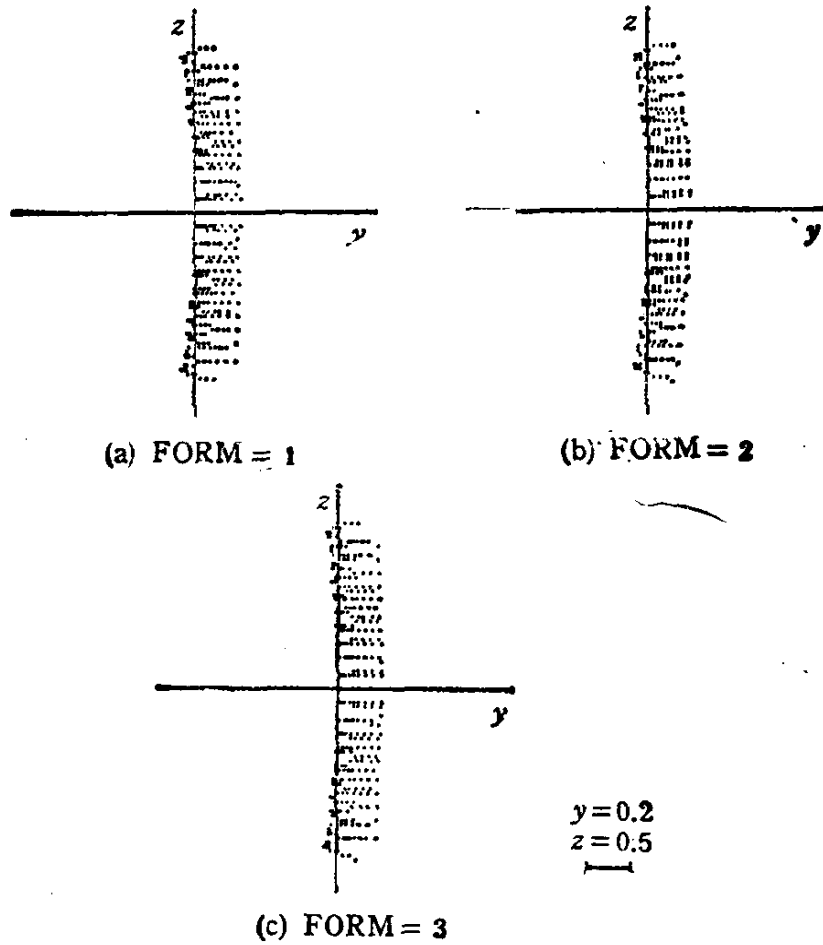 z
z
y
y
(a) FORM = 1
(b) FORM = 2
z
y
y=0.2
z=0.5
(c) FORM = 3